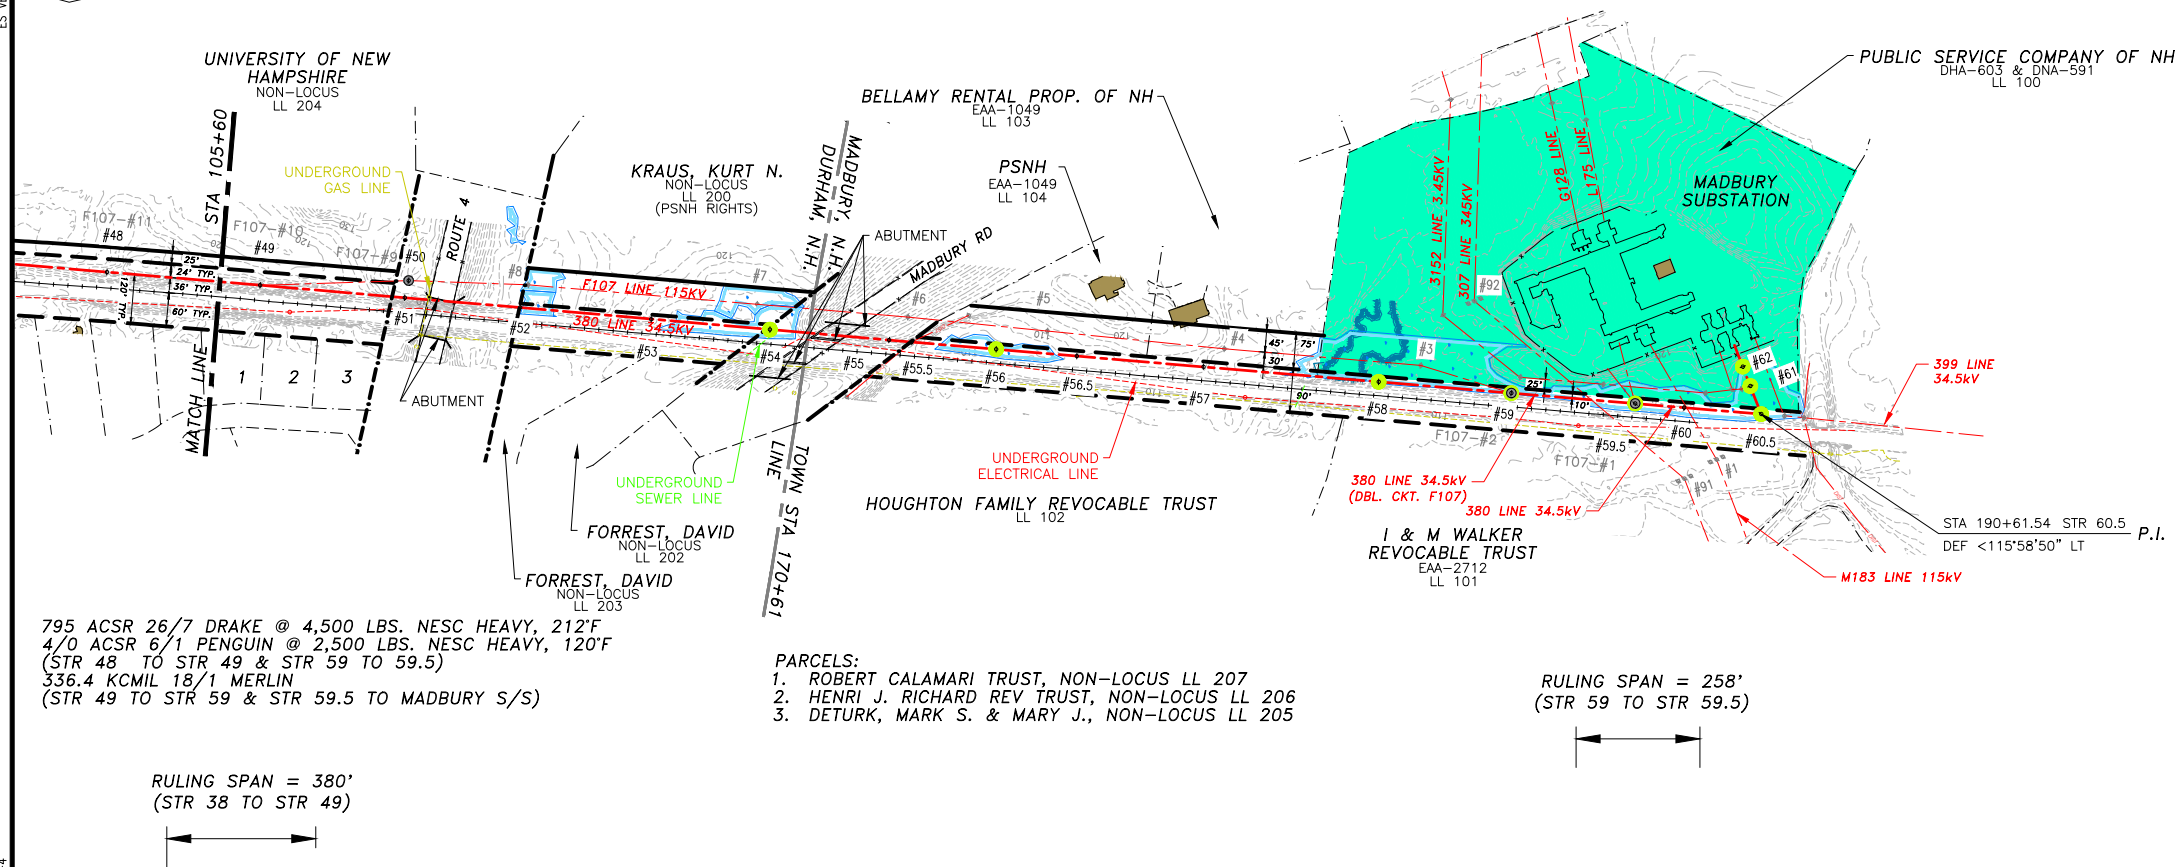 UNIVERSITY OF NEW
HAMPSHIRE
NON-LOCUS
LL 204
STA 105+60
MATCH LINE
UNDERGROUND
GAS LINE
F107-#11
F107-#10
F107-#9
#48
#49
#50
#51
25'
24' TYP.
36' TYP.
60' TYP.
120' TYP.
1
2
3
ROUTE 4
ABUTMENT
#8
#52
#53
KRAUS, KURT N.
NON-LOCUS
LL 200
(PSNH RIGHTS)
F107 LINE 115KV
380 LINE 34.5KV
#7
#54
#55
MADBURY, N.H.
DURHAM, N.H.
ABUTMENT
MADBURY RD
#6
#5
#4
120
110
UNDERGROUND
SEWER LINE
TOWN STA 170+61
LINE
FORREST, DAVID
NON-LOCUS
LL 202
FORREST, DAVID
NON-LOCUS
LL 203
BELLAMY RENTAL PROP. OF NH
EAA-1049
LL 103
PSNH
EAA-1049
LL 104
#55.5
#56
#56.5
#57
45'
75'
30'
90'
UNDERGROUND
ELECTRICAL LINE
HOUGHTON FAMILY REVOCABLE TRUST
LL 102
3152 LINE 3.45KV
307 LINE 345KV
G128 LINE
L175 LINE
#92
#3
MADBURY
SUBSTATION
PUBLIC SERVICE COMPANY OF NH
DHA-603 & DNA-591
LL 100
#62
#61
25'
10'
#58
#59
#59.5
#60
#60.5
F107-#2
F107-#1
#91
#1
399 LINE
34.5kV
380 LINE 34.5kV
(DBL. CKT. F107)
380 LINE 34.5kV
I & M WALKER
REVOCABLE TRUST
EAA-2712
LL 101
M183 LINE 115kV
STA 190+61.54 STR 60.5
P.I.
DEF <115°58'50" LT
795 ACSR 26/7 DRAKE @ 4,500 LBS. NESC HEAVY, 212°F
4/0 ACSR 6/1 PENGUIN @ 2,500 LBS. NESC HEAVY, 120°F
(STR 48 TO STR 49 & STR 59 TO 59.5)
336.4 KCMIL 18/1 MERLIN
(STR 49 TO STR 59 & STR 59.5 TO MADBURY S/S)
PARCELS:
1. ROBERT CALAMARI TRUST, NON-LOCUS LL 207
2. HENRI J. RICHARD REV TRUST, NON-LOCUS LL 206
3. DETURK, MARK S. & MARY J., NON-LOCUS LL 205
RULING SPAN = 258'
(STR 59 TO STR 59.5)
RULING SPAN = 380'
(STR 38 TO STR 49)